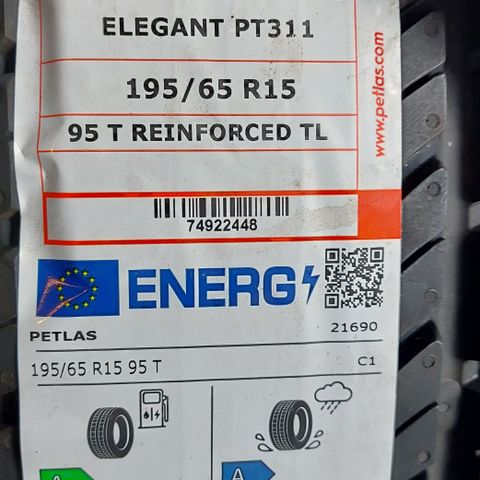 ELEGANT PT311
195/65 R15
95 T REINFORCED TL
www.petlas.com
74922448
ENERG
PETLAS
21690
195/65 R15 95 T
C1
A
A